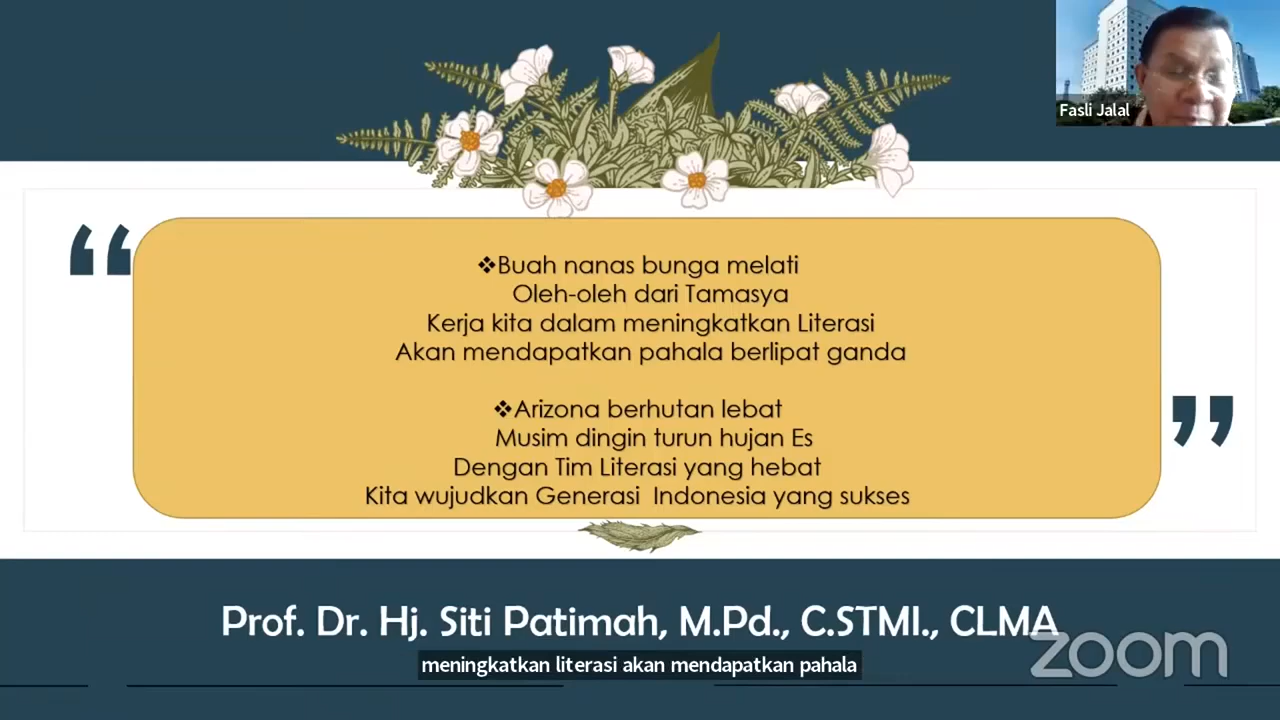 Fasli Jalal
❖Buah nanas bunga melati
Oleh-oleh dari Tamasya
Kerja kita dalam meningkatkan Literasi
Akan mendapatkan pahala berlipat ganda
❖Arizona berhutan lebat
Musim dingin turun hujan Es
Dengan Tim Literasi yang hebat
Kita wujudkan Generasi Indonesia yang sukses
Prof. Dr. Hj. Siti Patimah, M.Pd., C.STMI., CLMA
meningkatkan literasi akan mendapatkan pahala
zoom